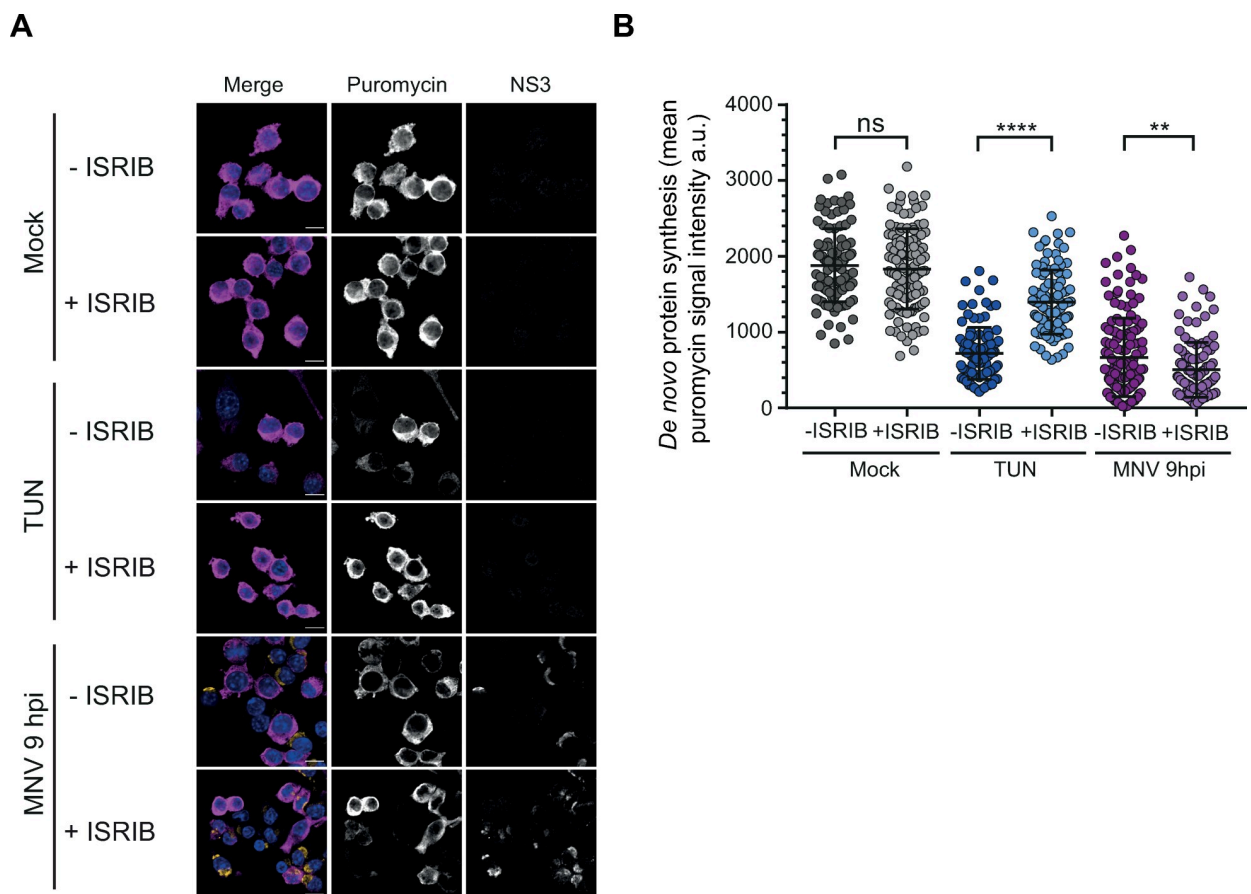 A
Merge Puromycin NS3
Mock
- ISRIB
+ ISRIB
TUN
- ISRIB
+ ISRIB
MNV 9 hpi
- ISRIB
+ ISRIB
B
De novo protein synthesis (mean
puromycin signal intensity a.u.)
4000
3000
2000
1000
0
ns **** **
-ISRIB +ISRIB -ISRIB +ISRIB -ISRIB +ISRIB
Mock TUN MNV 9hpi